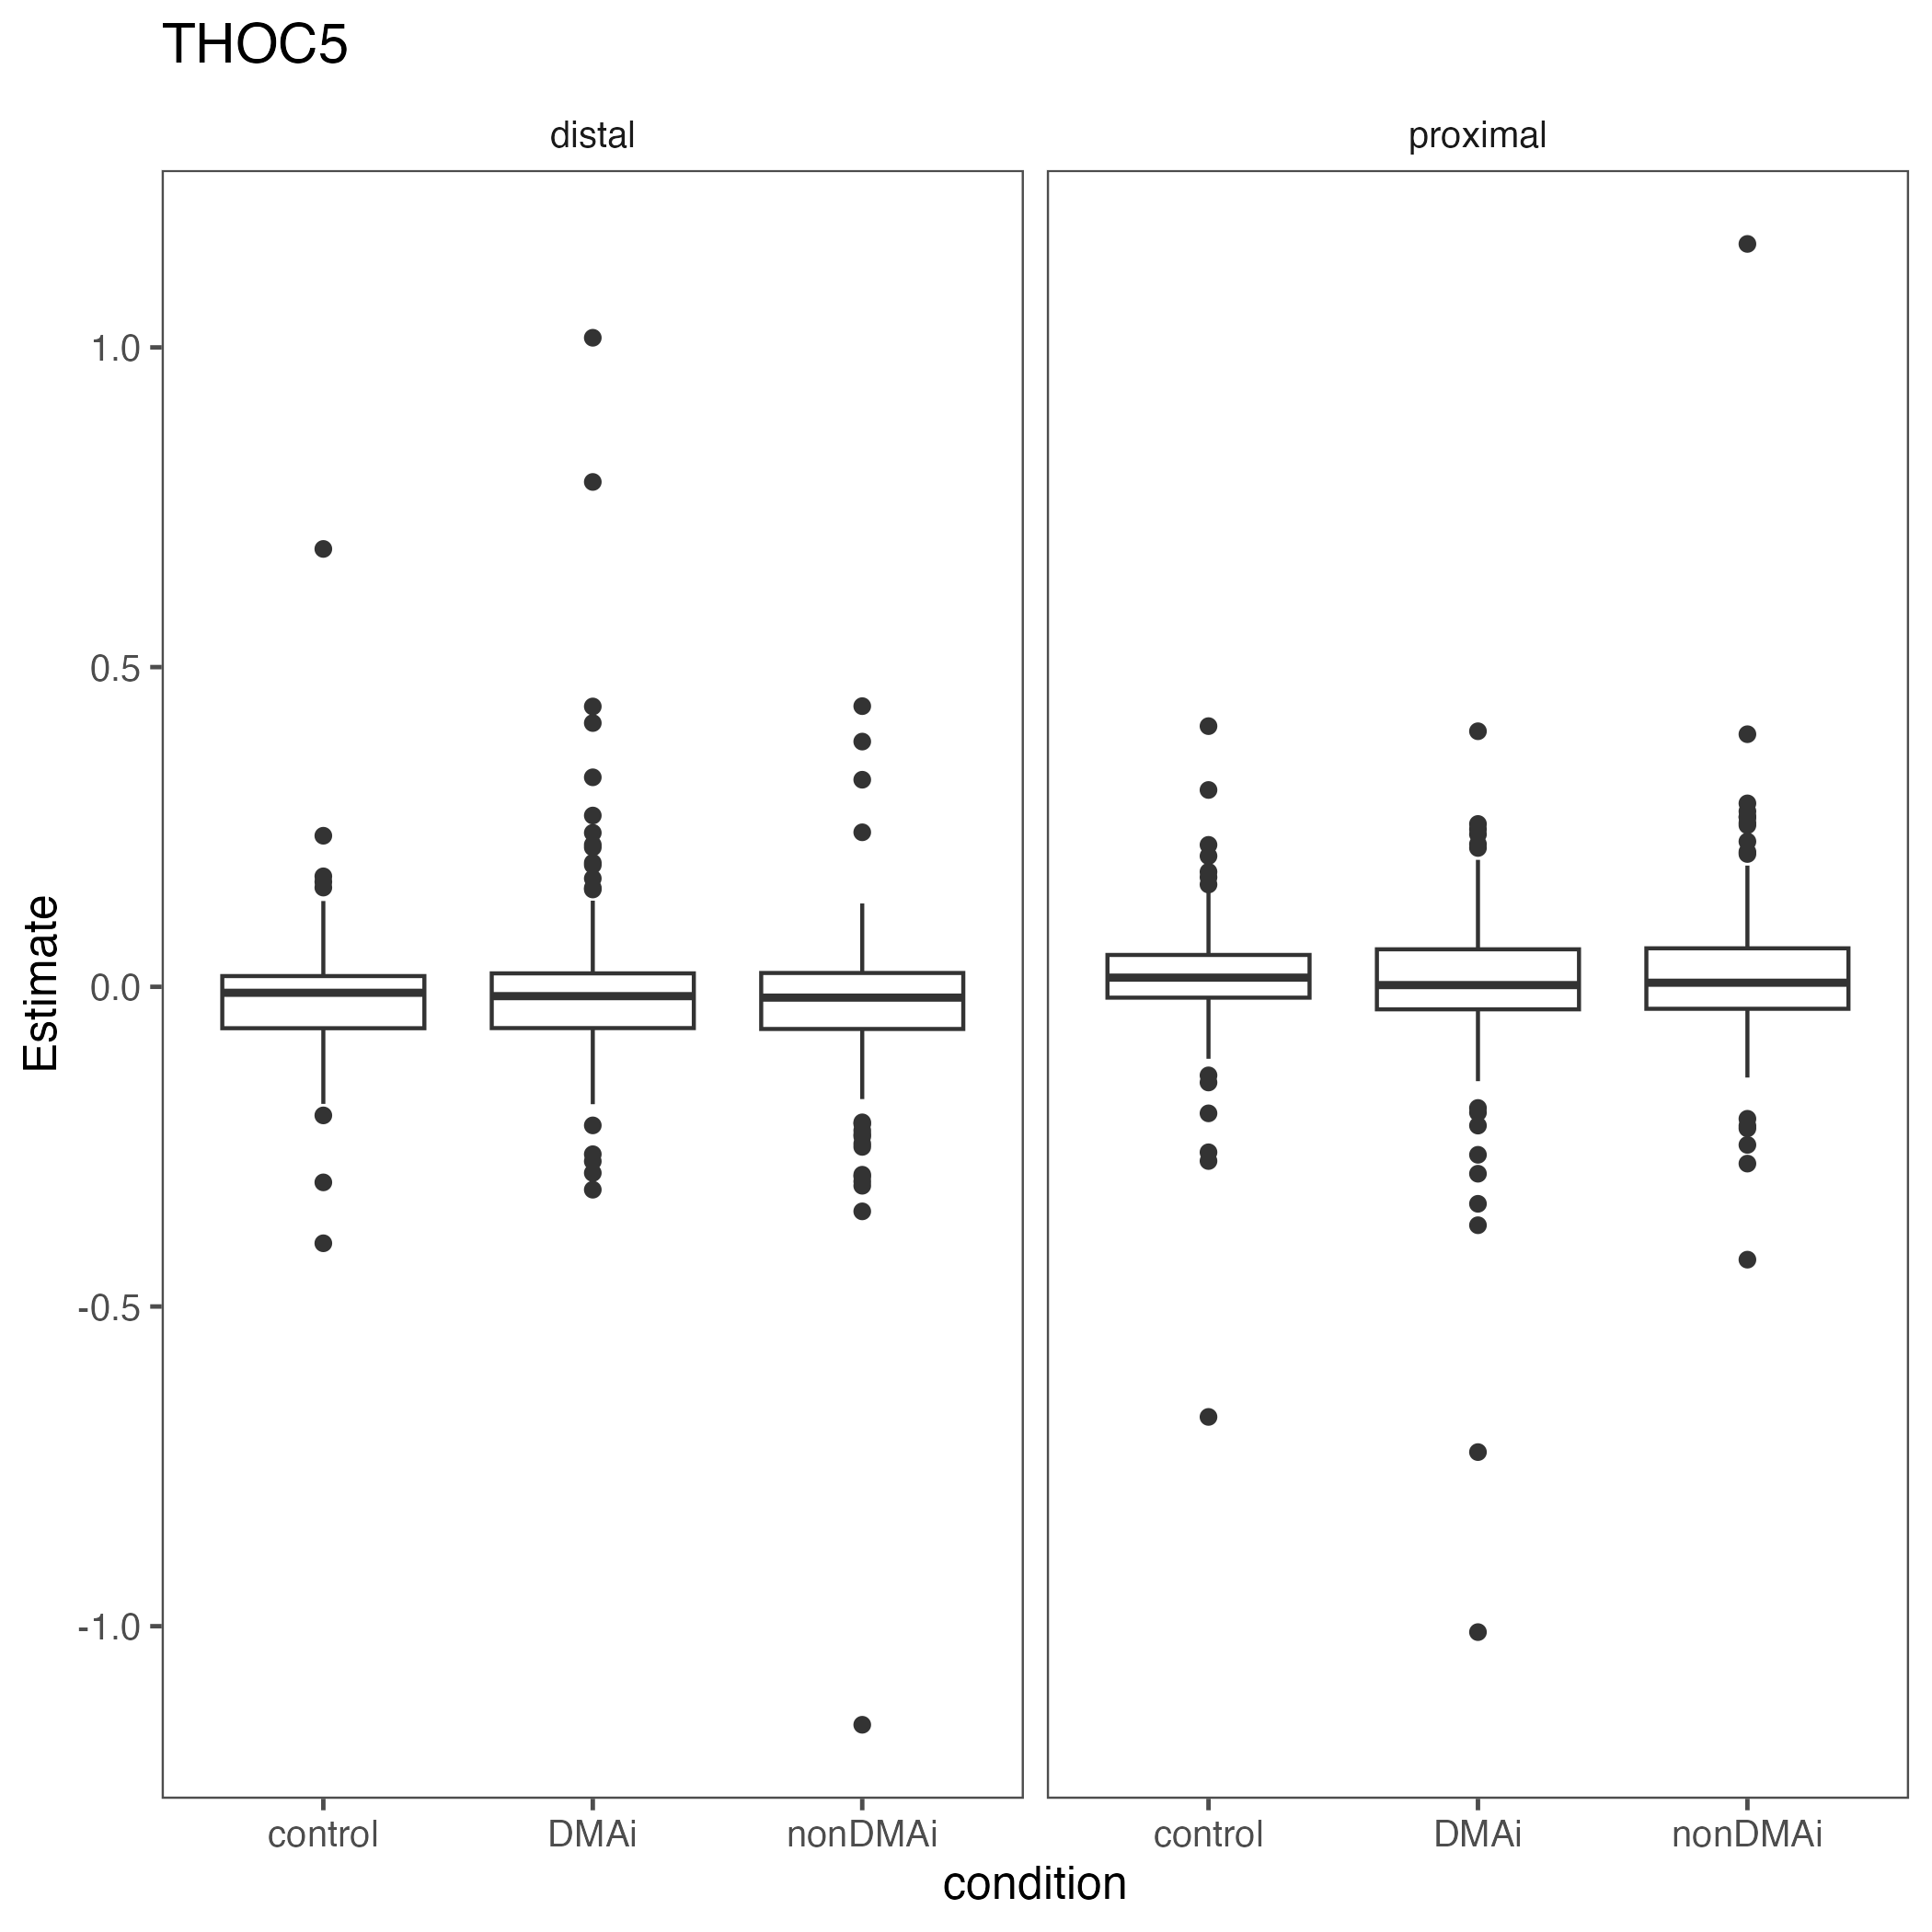 THOC5
distal
proximal
1.0
0.5
0.0
-0.5
-1.0
Estimate
control
DMAi
nonDMAi
control
DMAi
nonDMAi
condition